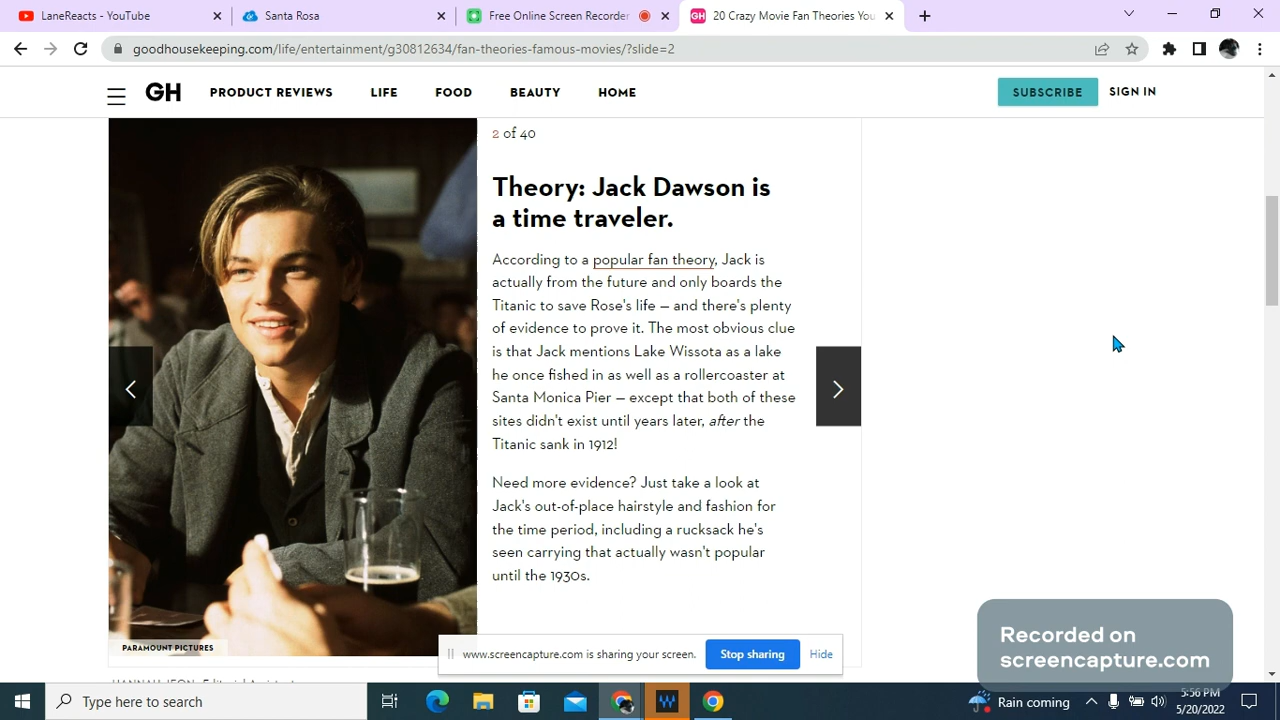 LaneReacts - YouTube
Santa Rosa
Free Online Screen Recorder
GH 20 Crazy Movie Fan Theories You
goodhousekeeping.com/life/entertainment/g30812634/fan-theories-famous-movies/?slide=2
GH PRODUCT REVIEWS LIFE FOOD BEAUTY HOME SUBSCRIBE SIGN IN
2 of 40
Theory: Jack Dawson is
a time traveler.
According to a popular fan theory, Jack is
actually from the future and only boards the
Titanic to save Rose's life — and there's plenty
of evidence to prove it. The most obvious clue
is that Jack mentions Lake Wissota as a lake
he once fished in as well as a rollercoaster at
Santa Monica Pier — except that both of these
sites didn't exist until years later, after the
Titanic sank in 1912!
Need more evidence? Just take a look at
Jack's out-of-place hairstyle and fashion for
the time period, including a rucksack he's
seen carrying that actually wasn't popular
until the 1930s.
PARAMOUNT PICTURES
www.screencapture.com is sharing your screen. Stop sharing Hide
Recorded on
screencapture.com
Type here to search
Rain coming
5:56 PM
5/20/2022